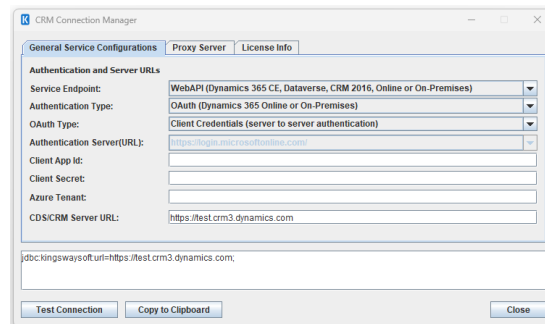 CRM Connection Manager
General Service Configurations Proxy Server License Info
Authentication and Server URLs
Service Endpoint: WebAPI (Dynamics 365 CE, Dataverse, CRM 2016, Online or On-Premises)
Authentication Type: OAuth (Dynamics 365 Online or On-Premises)
OAuth Type: Client Credentials (server to server authentication)
Authentication Server(URL): https://login.microsoftonline.com/
Client App Id:
Client Secret:
Azure Tenant:
CDS/CRM Server URL: https://test.crm3.dynamics.com
jdbc:kingswaysoft:url=https://test.crm3.dynamics.com;
Test Connection Copy to Clipboard Close